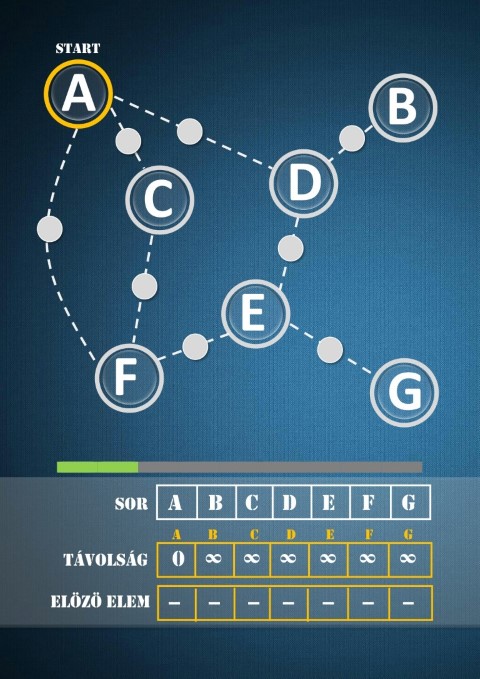 START
A
B
C
D
E
F
G
SOR A B C D E F G
A B C D E F G
TÁVOLSÁG 0 ∞ ∞ ∞ ∞ ∞ ∞
ELÖZÖ ELEM – – – – – – –